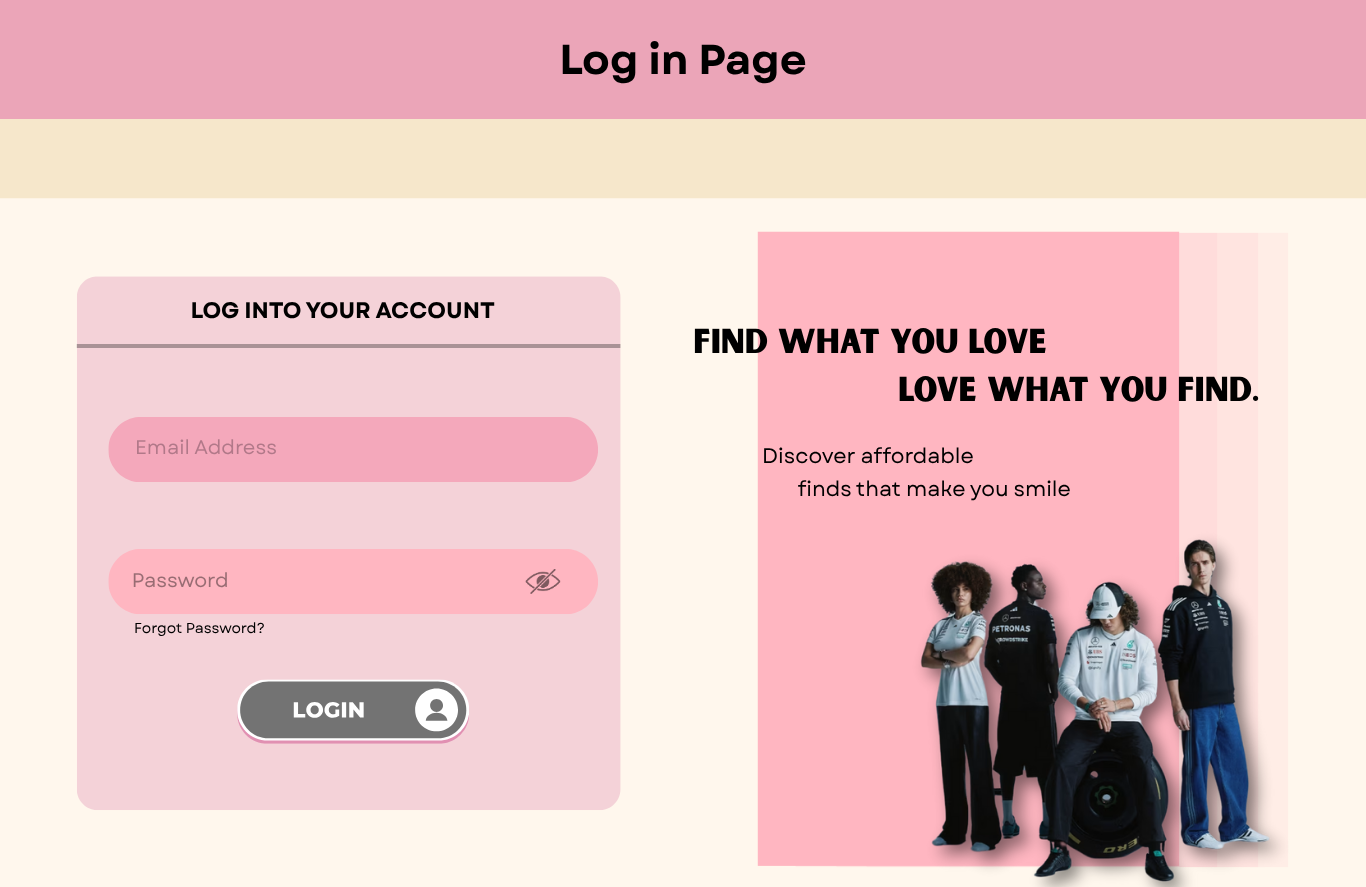 Log in Page
LOG INTO YOUR ACCOUNT
Email Address
Password
Forgot Password?
LOGIN
FIND WHAT YOU LOVE
LOVE WHAT YOU FIND.
Discover affordable
finds that make you smile
PETRONAS
CROWDSTRIKE